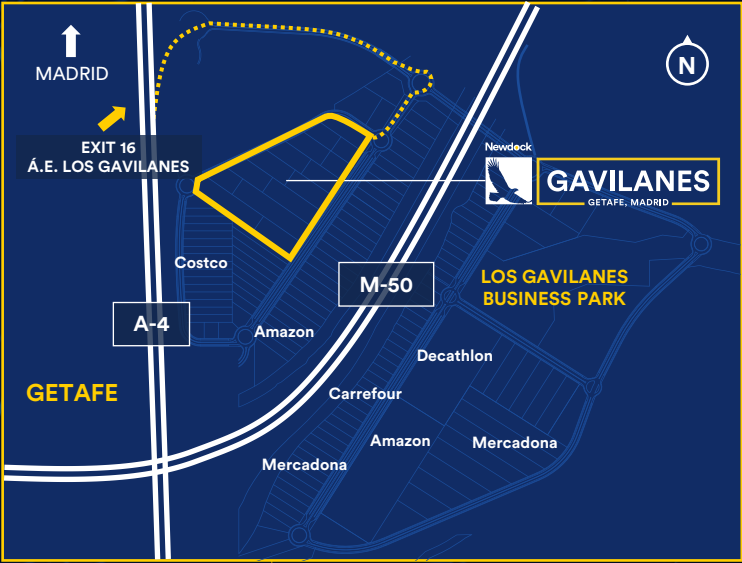 MADRID
N
EXIT 16
Á.E. LOS GAVILANES
Newdock
GAVILANES
GETAFE, MADRID
Costco
M-50
LOS GAVILANES
BUSINESS PARK
A-4
Amazon
Decathlon
GETAFE
Carrefour
Amazon
Mercadona
Mercadona